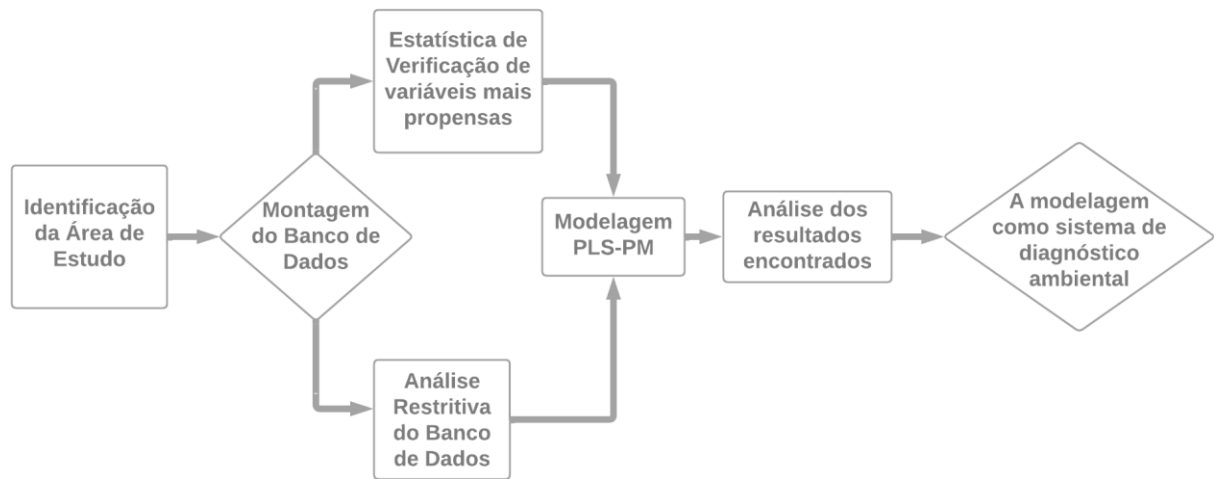 Identificação
da Área de
Estudo
Montagem
do Banco de
Dados
Estatística de
Verificação de
variáveis mais
propensas
Análise
Restritiva
do Banco
de Dados
Modelagem
PLS-PM
Análise dos
resultados
encontrados
A modelagem
como sistema de
diagnóstico
ambiental